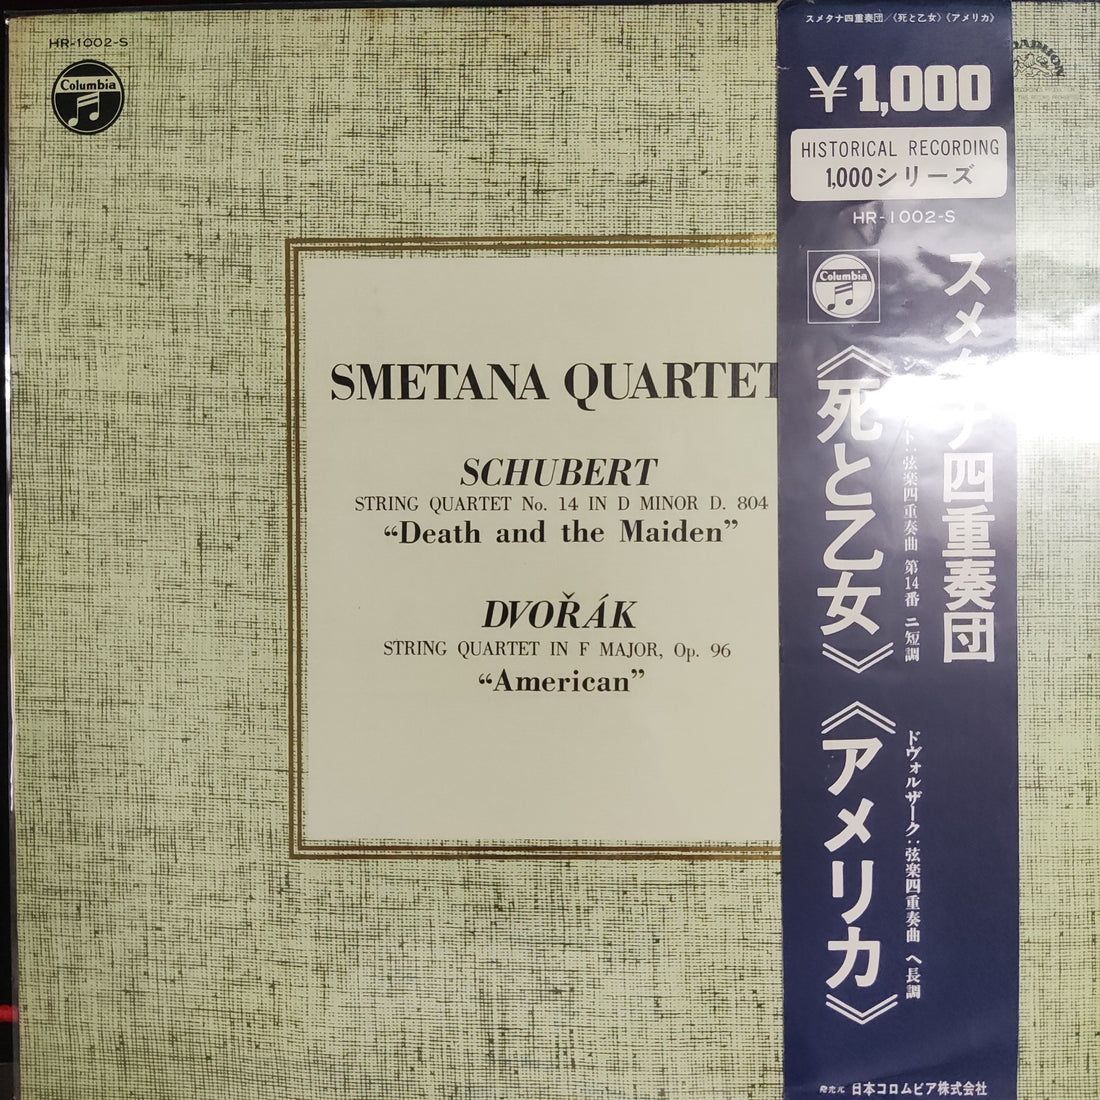 HR-1002-S
Columbia
SMETANA QUARTET
SCHUBERT
STRING QUARTET No. 14 IN D MINOR D. 804
“Death and the Maiden”
DVOŘÁK
STRING QUARTET IN F MAJOR, Op. 96
“American”
スメタナ四重奏団/《死と乙女》《アメリカ》
¥1,000
HISTORICAL RECORDING
1,000シリーズ
HR-1002-S
Columbia
スメタナ四重奏団
弦楽四重奏曲 第14番 ニ短調
《死と乙女》
ドヴォルザーク:弦楽四重奏曲 ヘ長調
《アメリカ》
発売元 日本コロムビア株式会社